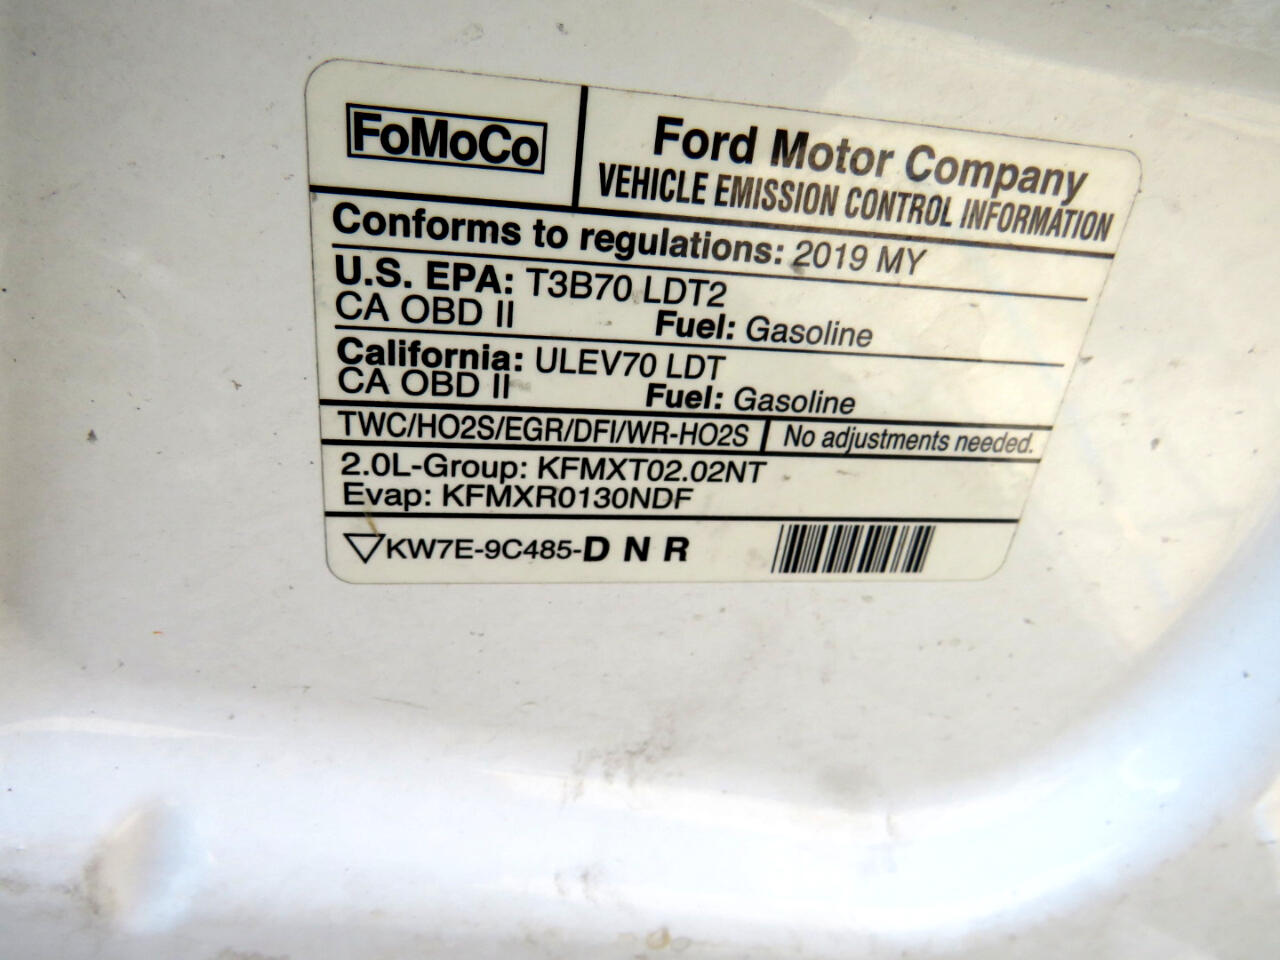 FoMoCo
Ford Motor Company
VEHICLE EMISSION CONTROL INFORMATION
Conforms to regulations: 2019 MY
U.S. EPA: T3B70 LDT2
CA OBD II Fuel: Gasoline
California: ULEV70 LDT
CA OBD II Fuel: Gasoline
TWC/HO2S/EGR/DFI/WR-HO2S No adjustments needed.
2.0L-Group: KFMXT02.02NT
Evap: KFMXR0130NDF
KW7E-9C485-D N R